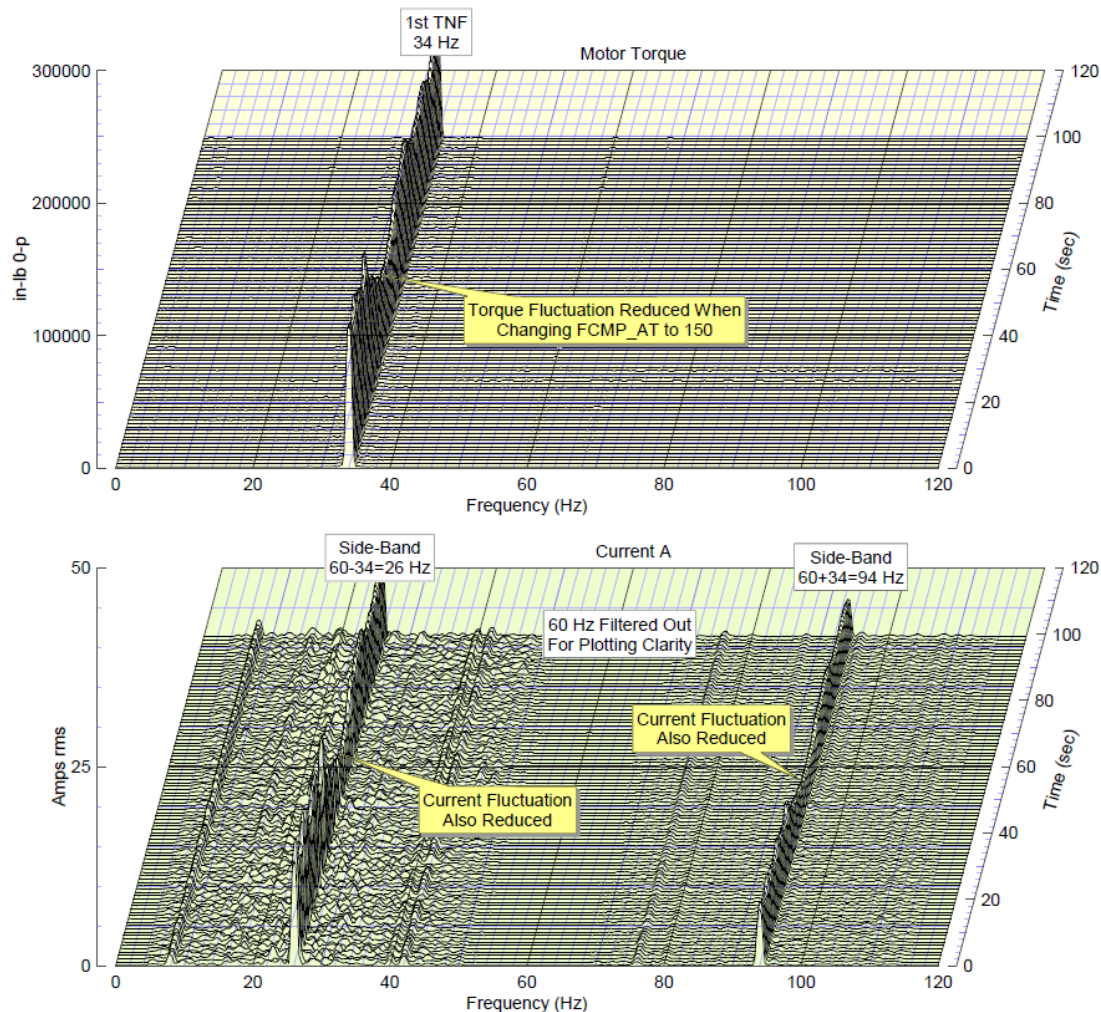 1st TNF
34 Hz
Motor Torque
300000
200000
100000
0
in-lb 0-p
120
100
80
60
40
20
0
Time (sec)
Torque Fluctuation Reduced When
Changing FCMP_AT to 150
0
20
40
60
80
100
120
Frequency (Hz)
Side-Band
60-34=26 Hz
Current A
Side-Band
60+34=94 Hz
50
25
0
Amps rms
120
100
80
60
40
20
0
Time (sec)
60 Hz Filtered Out
For Plotting Clarity
Current Fluctuation
Also Reduced
Current Fluctuation
Also Reduced
0
20
40
60
80
100
120
Frequency (Hz)